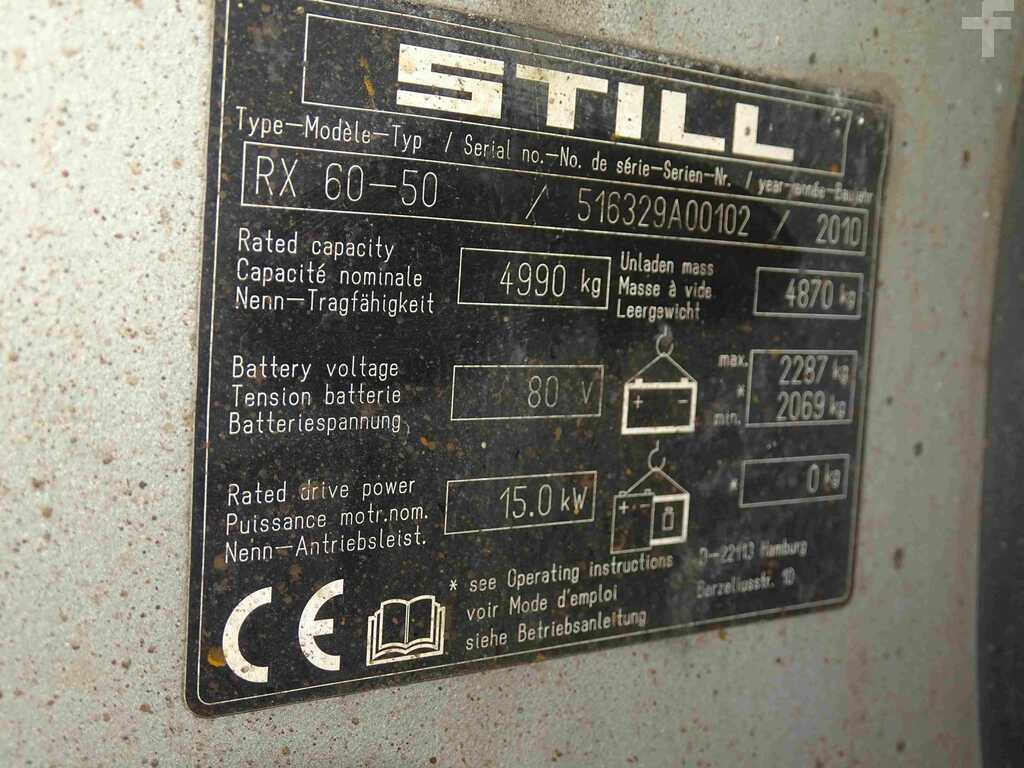 STILL
Type—Modèle—Typ / Serial no.—No. de série—Serien—Nr. / year—année—Baujahr
RX 60—50 / 516329A00102 / 2010
Rated capacity
Capacité nominale
Nenn—Tragfähigkeit
4990 kg
Unladen mass
Masse à vide
Leergewicht
4870 kg
Battery voltage
Tension batterie
Batteriespannung
80 V
+ −
max. 2287 kg
*
min. 2069 kg
Rated drive power
Puissance motr.nom.
Nenn—Antriebsleist.
15.0 kW
+ −
* 0 kg
CE
* see Operating instructions
voir Mode d'emploi
siehe Betriebsanleitung
D—22113 Hamburg
Berzeliusstr. 10